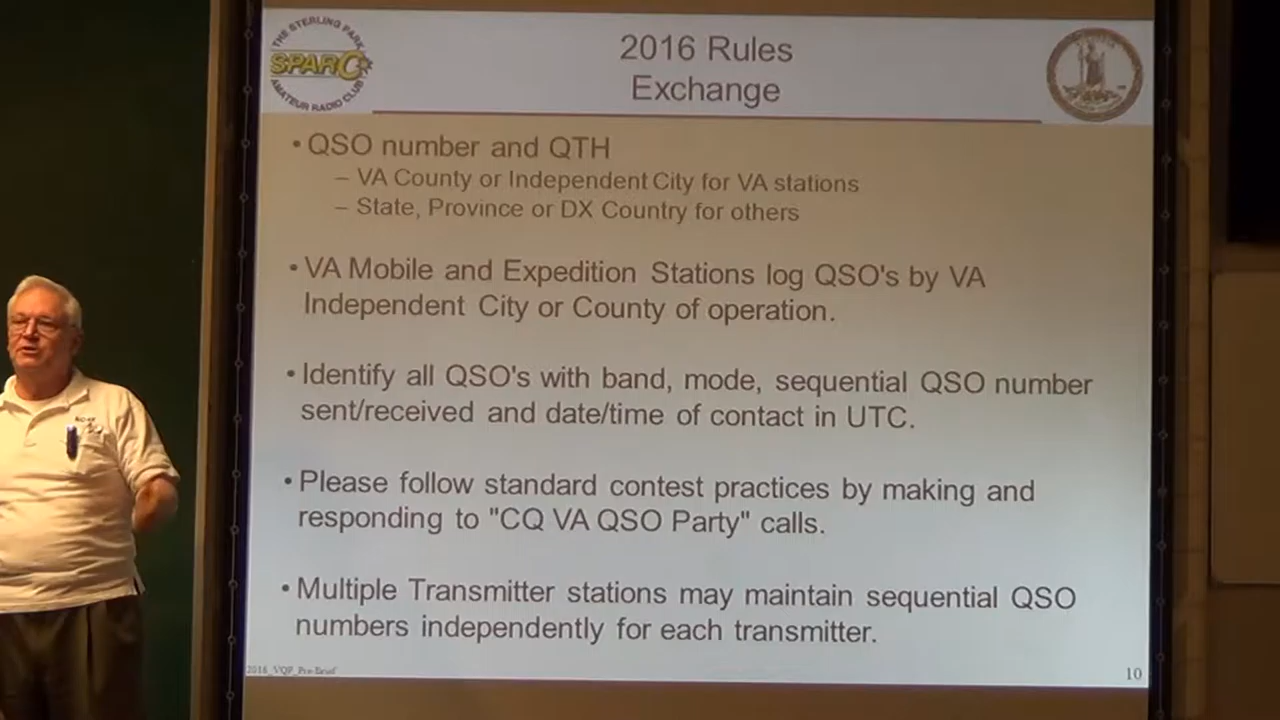 THE STERLING PARK
SPARC
AMATEUR RADIO CLUB
2016 Rules
Exchange
• QSO number and QTH
– VA County or Independent City for VA stations
– State, Province or DX Country for others
• VA Mobile and Expedition Stations log QSO's by VA
Independent City or County of operation.
• Identify all QSO's with band, mode, sequential QSO number
sent/received and date/time of contact in UTC.
• Please follow standard contest practices by making and
responding to "CQ VA QSO Party" calls.
• Multiple Transmitter stations may maintain sequential QSO
numbers independently for each transmitter.
2016_VQP_Pre-Brief
10